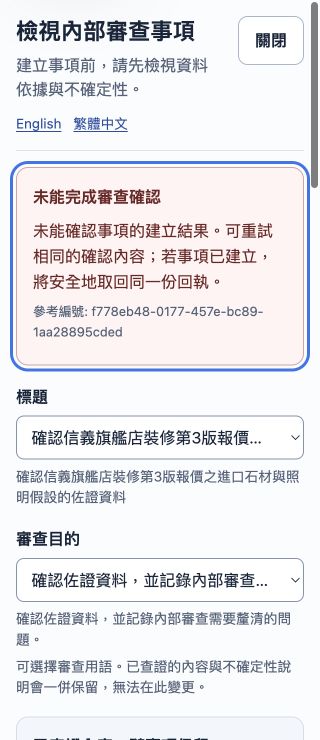 檢視內部審查事項
關閉
建立事項前，請先檢視資料
依據與不確定性。
English 繁體中文
未能完成審查確認
未能確認事項的建立結果。可重試
相同的確認內容；若事項已建立，
將安全地取回同一份回執。
參考編號: f778eb48-0177-457e-bc89-
1aa28895cded
標題
確認信義旗艦店裝修第3版報價...
確認信義旗艦店裝修第3版報價之進口石材與照
明假設的佐證資料
審查目的
確認佐證資料，並記錄內部審查...
確認佐證資料，並記錄內部審查需要釐清的問
題。
可選擇審查用語。已查證的內容與不確定性說
明會一併保留，無法在此變更。